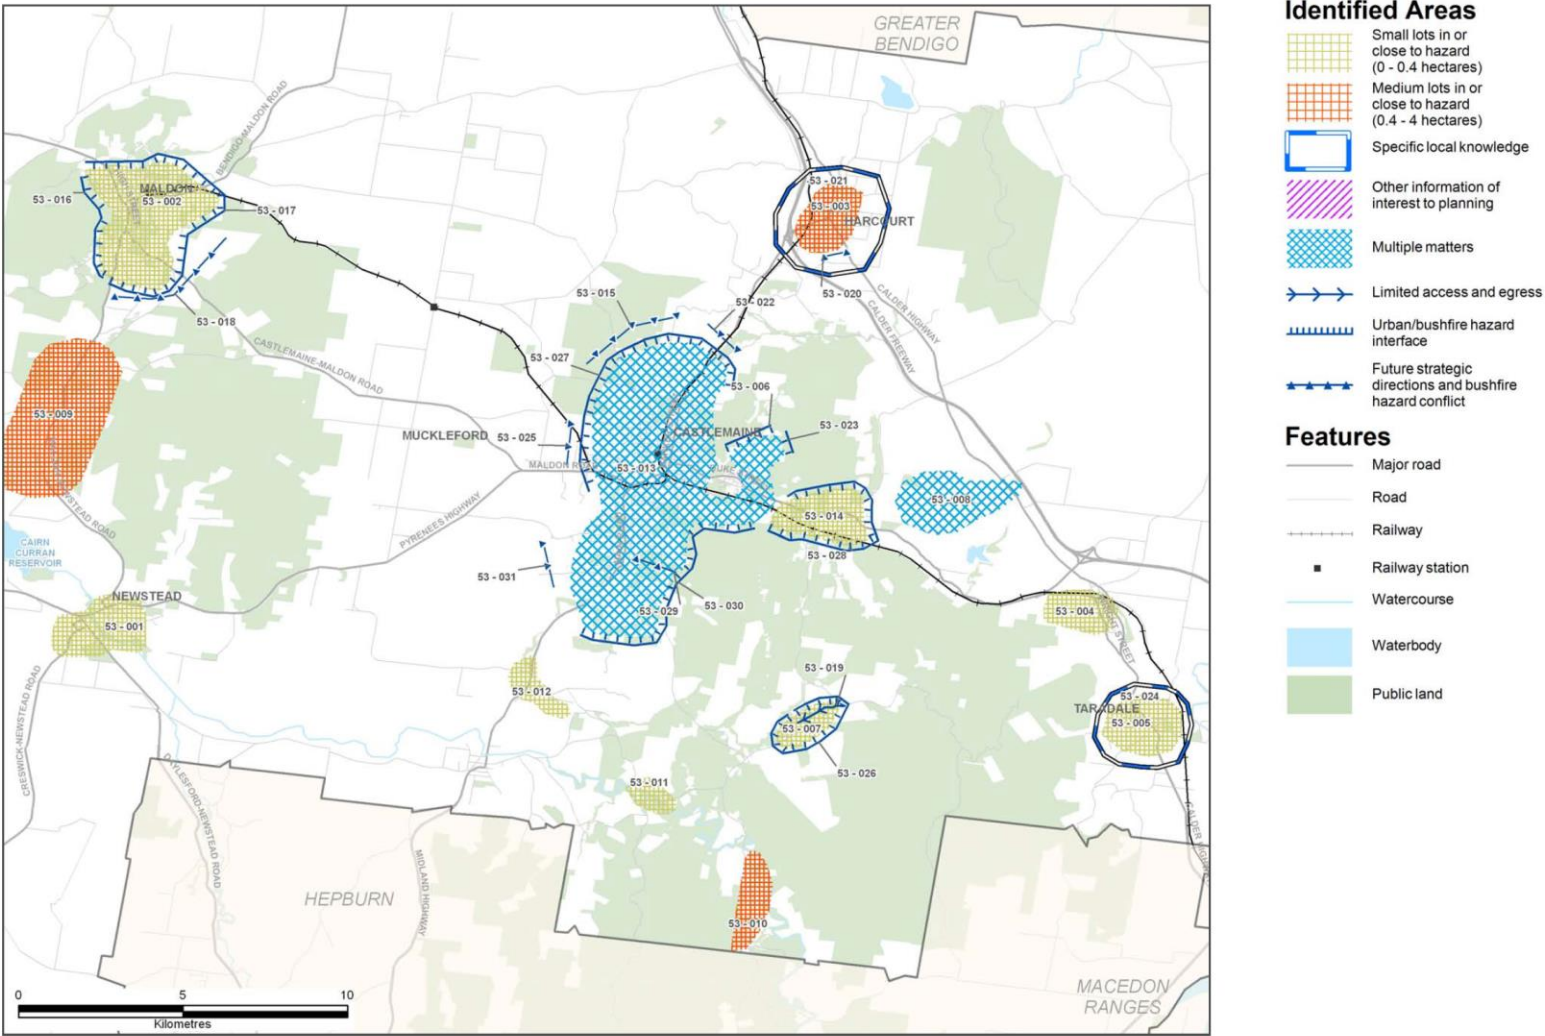 GREATER
BENDIGO
BENDIGO-MALDON ROAD
MALDON
53 - 002
53 - 016
53 - 017
53 - 018
53 - 021
53 - 003
HARCOURT
53 - 020
53 - 022
53 - 015
CALDER HIGHWAY
CALDER FREEWAY
CASTLEMAINE-MALDON ROAD
53 - 027
53 - 006
53 - 009
MUCKLEFORD
53 - 025
CASTLEMAINE
53 - 023
53 - 013
53 - 008
53 - 014
PYRENEES HIGHWAY
53 - 028
CAIRN
CURRAN
RESERVOIR
53 - 031
NEWSTEAD
53 - 001
53 - 029
53 - 030
53 - 004
53 - 019
53 - 012
53 - 024
TARADALE
53 - 005
53 - 007
53 - 026
CRESWICK-NEWSTEAD ROAD
DAYLESFORD-NEWSTEAD ROAD
53 - 011
MIDLAND HIGHWAY
HEPBURN
53 - 010
MACEDON
RANGES
0 5 10
Kilometres
Identified Areas
Small lots in or
close to hazard
(0 - 0.4 hectares)
Medium lots in or
close to hazard
(0.4 - 4 hectares)
Specific local knowledge
Other information of
interest to planning
Multiple matters
Limited access and egress
Urban/bushfire hazard
interface
Future strategic
directions and bushfire
hazard conflict
Features
Major road
Road
Railway
Railway station
Watercourse
Waterbody
Public land